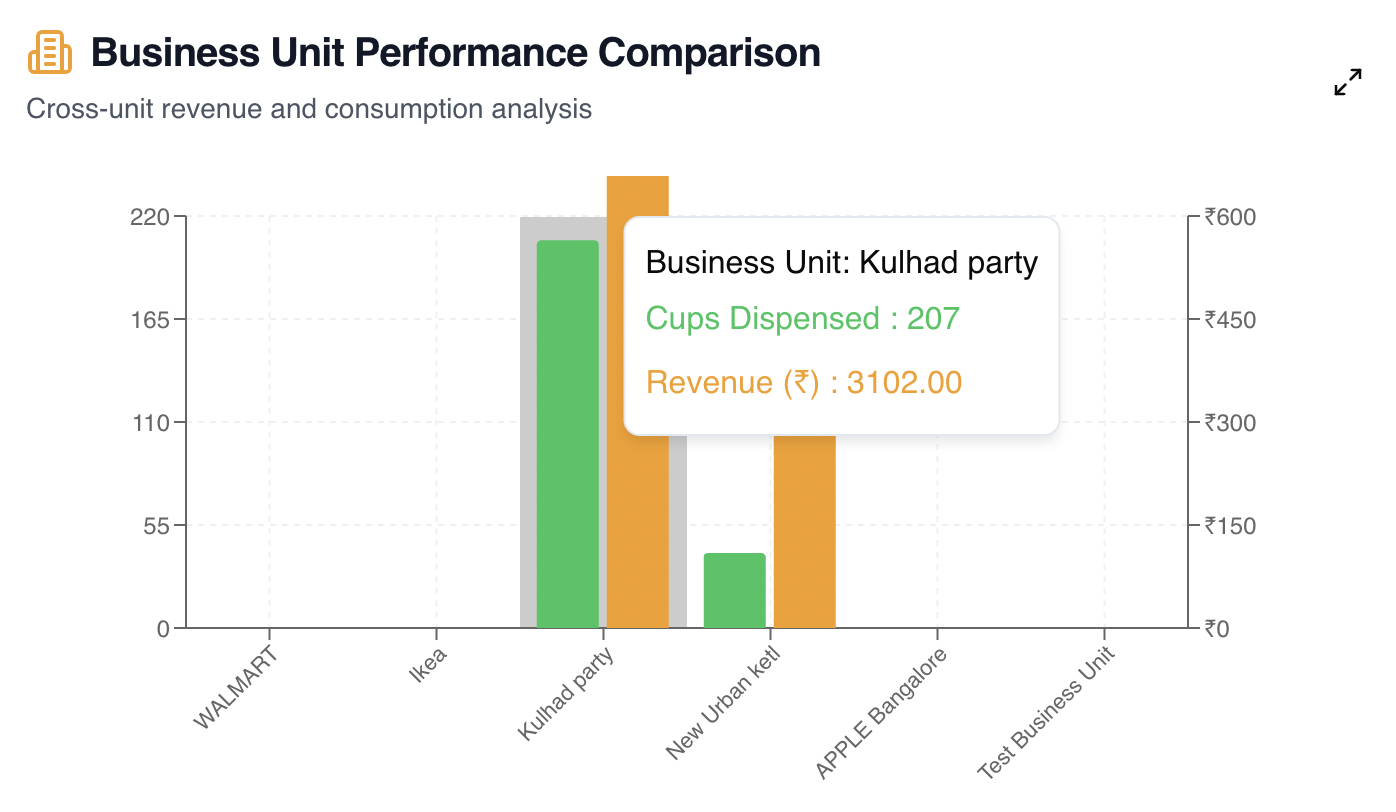 Business Unit Performance Comparison
Cross-unit revenue and consumption analysis
220
165
110
55
0
₹600
₹450
₹300
₹150
₹0
Business Unit: Kulhad party
Cups Dispensed : 207
Revenue (₹) : 3102.00
WALMART
Ikea
Kulhad party
New Urban ketl
APPLE Bangalore
Test Business Unit